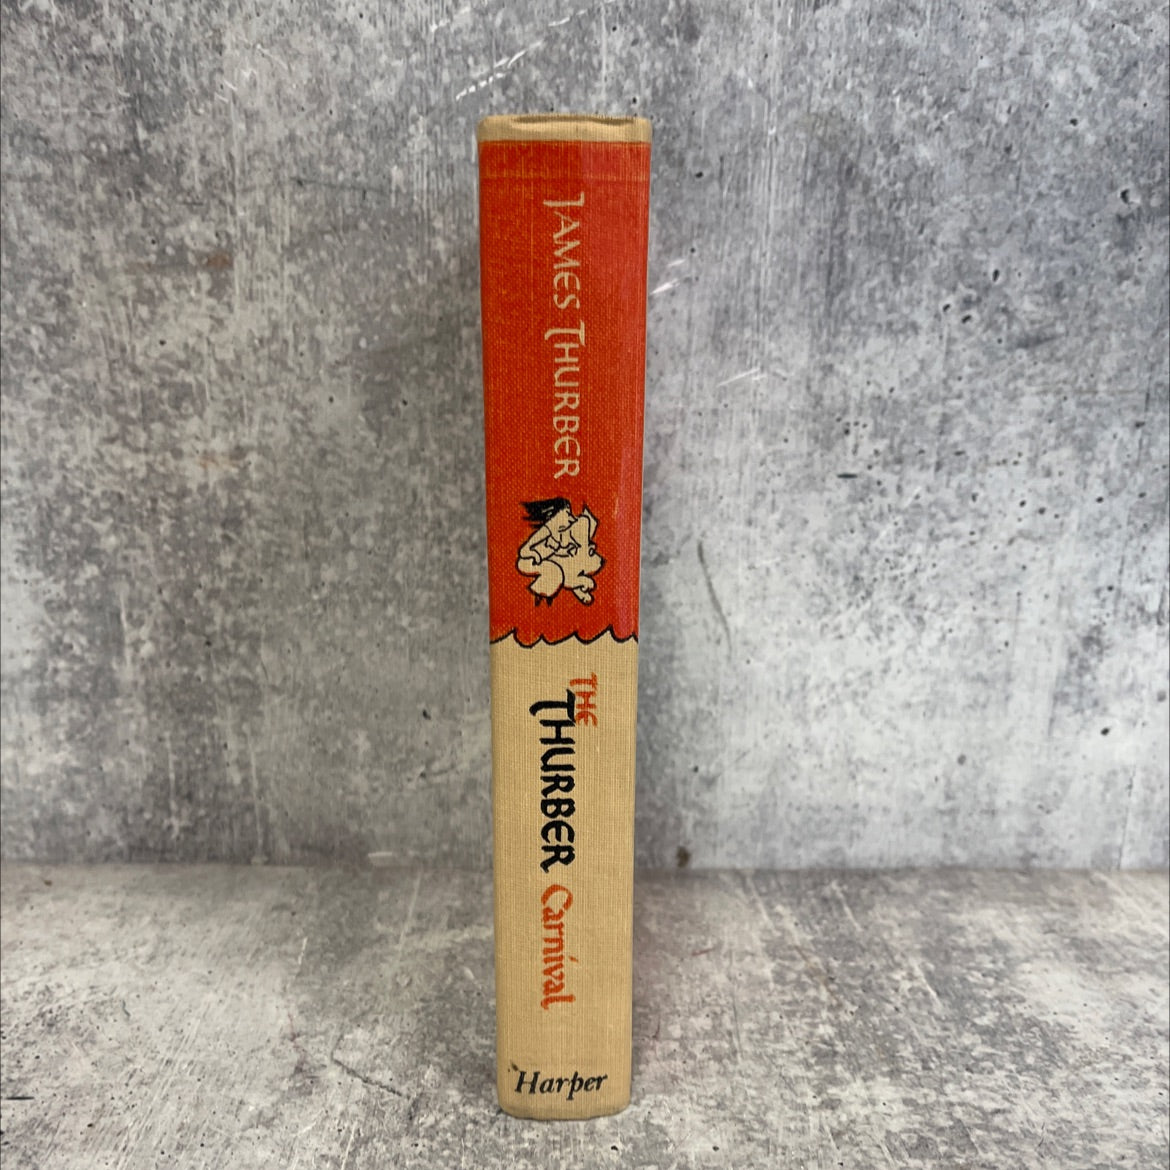 JAMES THURBER
THE
THURBER
Carnival
Harper